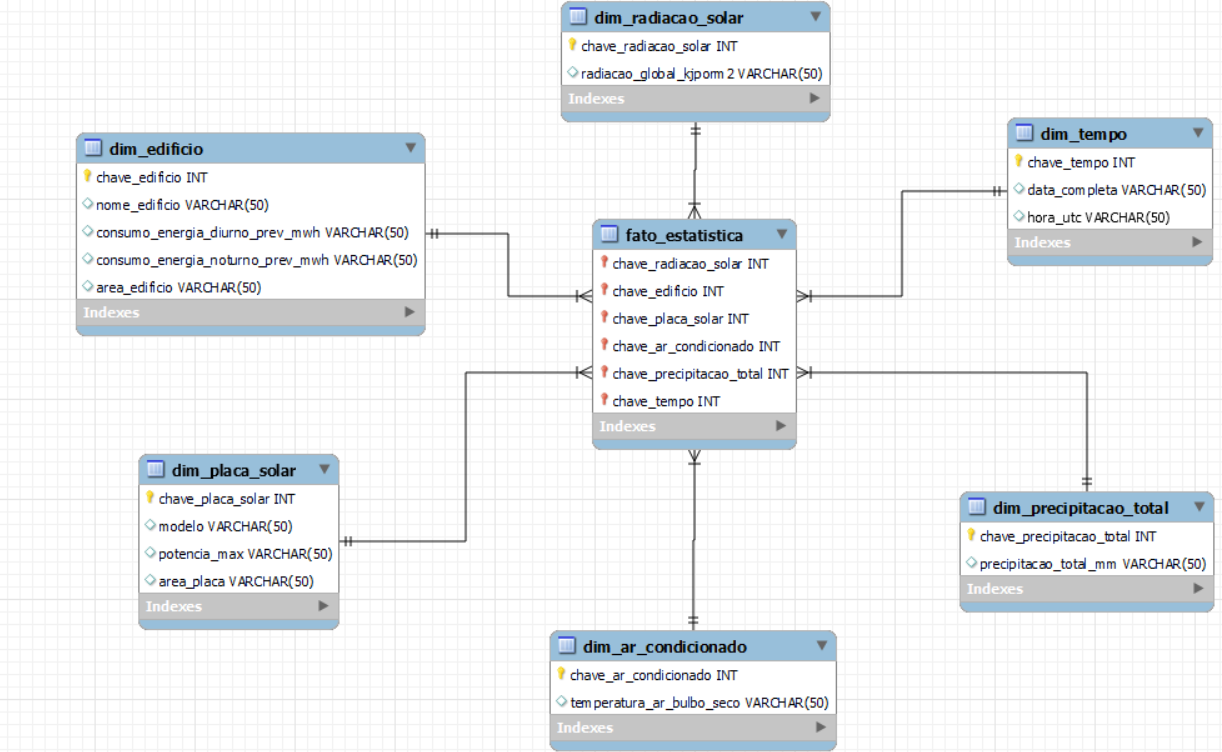 dim_radiacao_solar
chave_radiacao_solar INT
radiacao_global_kjporm2 VARCHAR(50)
Indexes
dim_edificio
chave_edificio INT
nome_edificio VARCHAR(50)
consumo_energia_diurno_prev_mwh VARCHAR(50)
consumo_energia_noturno_prev_mwh VARCHAR(50)
area_edificio VARCHAR(50)
Indexes
dim_tempo
chave_tempo INT
data_completa VARCHAR(50)
hora_utc VARCHAR(50)
Indexes
fato_estatistica
chave_radiacao_solar INT
chave_edificio INT
chave_placa_solar INT
chave_ar_condicionado INT
chave_precipitacao_total INT
chave_tempo INT
Indexes
dim_placa_solar
chave_placa_solar INT
modelo VARCHAR(50)
potencia_max VARCHAR(50)
area_placa VARCHAR(50)
Indexes
dim_precipitacao_total
chave_precipitacao_total INT
precipitacao_total_mm VARCHAR(50)
Indexes
dim_ar_condicionado
chave_ar_condicionado INT
temperatura_ar_bulbo_seco VARCHAR(50)
Indexes